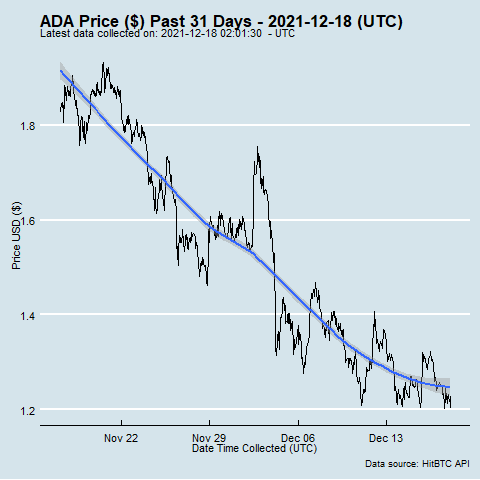 ADA Price ($) Past 31 Days - 2021-12-18 (UTC)
Latest data collected on: 2021-12-18 02:01:30 - UTC
1.8
1.6
1.4
1.2
Price USD ($)
Nov 22 Nov 29 Dec 06 Dec 13
Date Time Collected (UTC)
Data source: HitBTC API